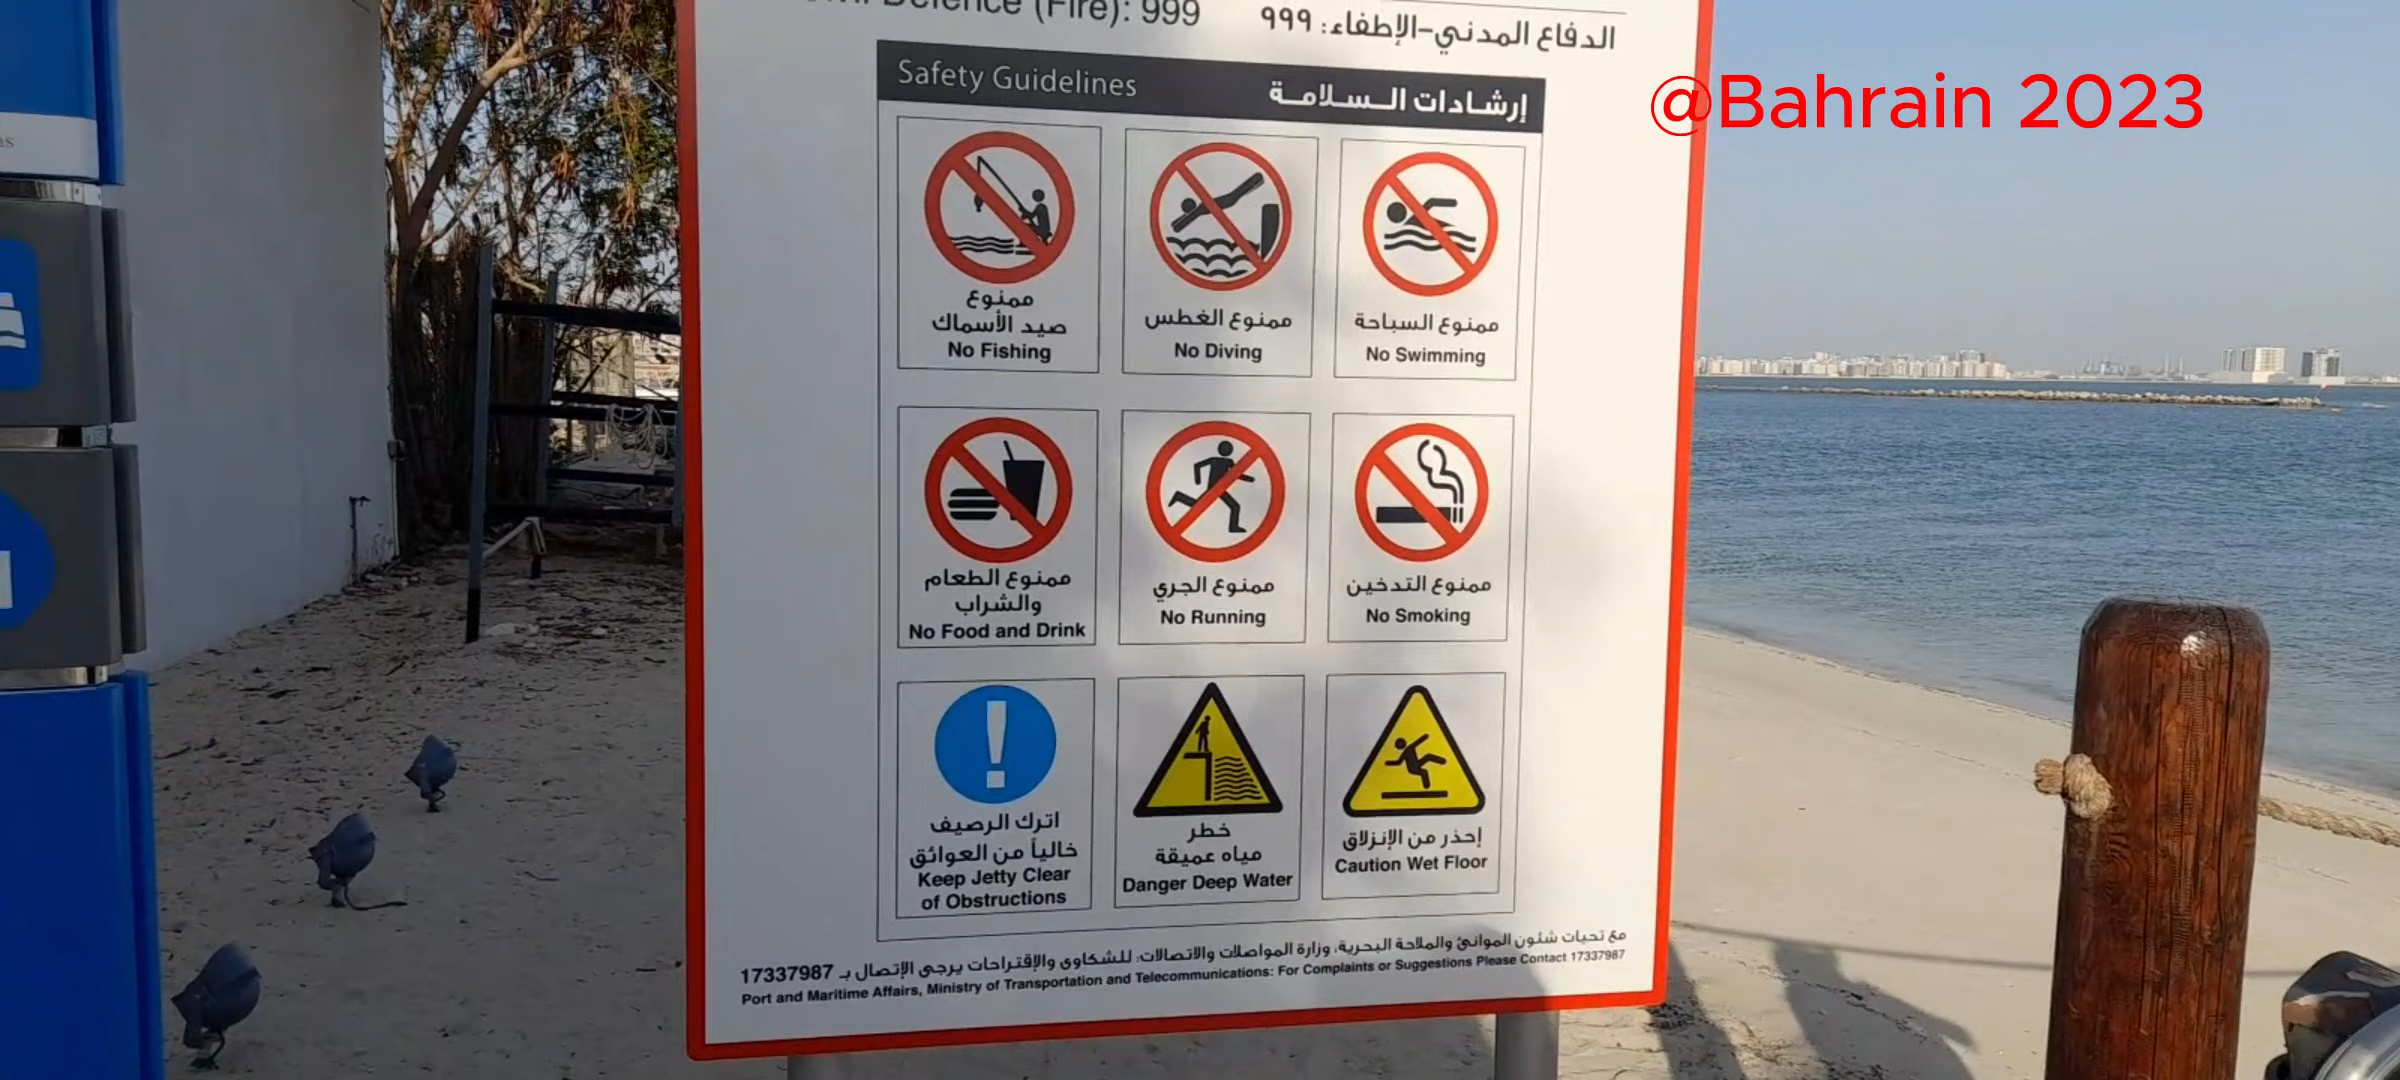 Defence (Fire): 999
الدفاع المدني-الإطفاء: ٩٩٩
@Bahrain 2023
Safety Guidelines
إرشادات الـسـلامـة
ممنوع
صيد الأسماك
No Fishing
ممنوع الغطس
No Diving
ممنوع السباحة
No Swimming
ممنوع الطعام
والشراب
No Food and Drink
ممنوع الجري
No Running
ممنوع التدخين
No Smoking
اترك الرصيف
خالياً من العوائق
Keep Jetty Clear
of Obstructions
خطر
مياه عميقة
Danger Deep Water
إحذر من الإنزلاق
Caution Wet Floor
مع تحيات شئون الموانئ والملاحة البحرية، وزارة المواصلات والاتصالات: للشكاوى والإقتراحات يرجى الإتصال بـ 17337987
Port and Maritime Affairs, Ministry of Transportation and Telecommunications: For Complaints or Suggestions Please Contact 17337987